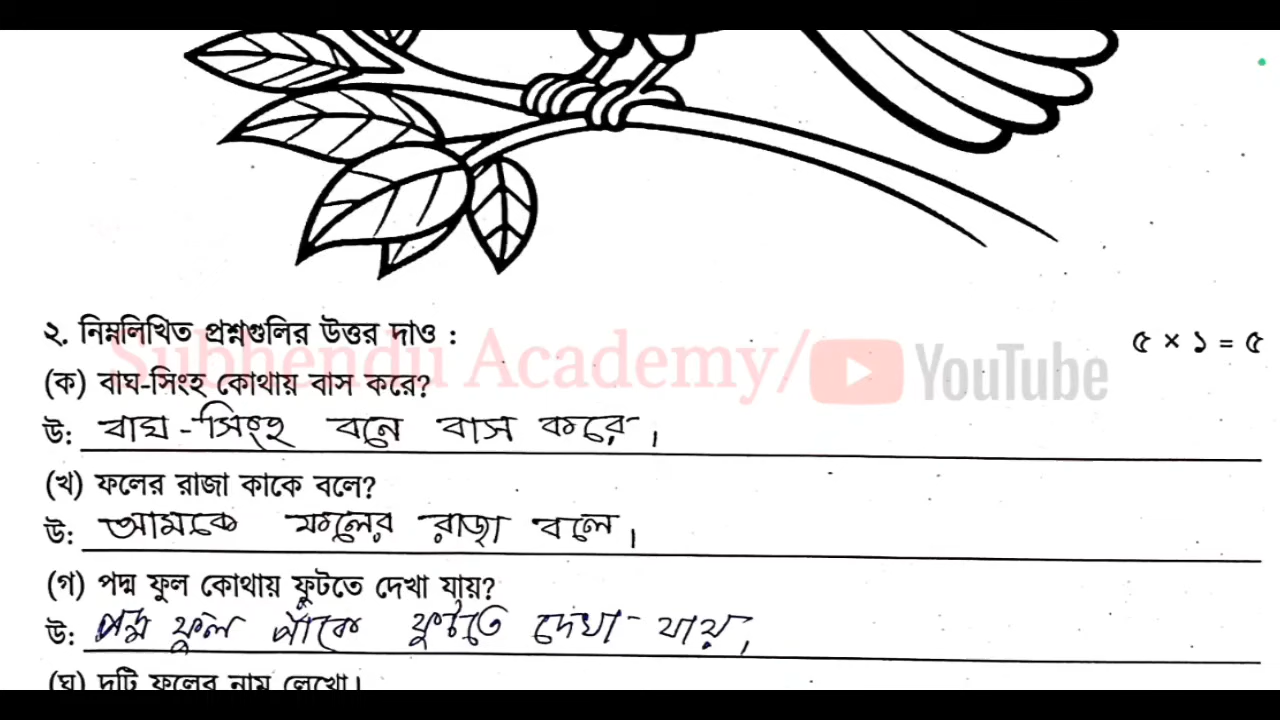 ২. নিম্নলিখিত প্রশ্নগুলির উত্তর দাও : ৫ × ১ = ৫
Subhendu Academy/ YouTube
(ক) বাঘ-সিংহ কোথায় বাস করে?
উ: বাঘ-সিংহ বনে বাস করে।
(খ) ফলের রাজা কাকে বলে?
উ: আমকে ফলের রাজা বলে।
(গ) পদ্ম ফুল কোথায় ফুটতে দেখা যায়?
উ: পদ্ম ফুল পাঁকে ফুটতে দেখা যায়।
(ঘ) দুটি ফলের নাম লেখো।